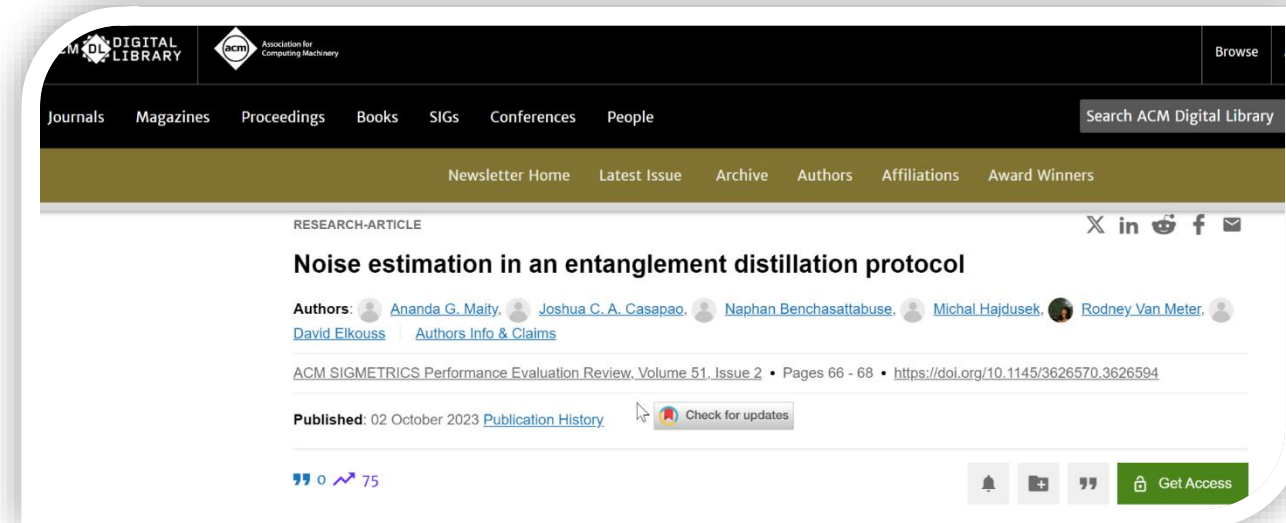 DIGITAL
LIBRARY
acm
Association for
Computing Machinery
Browse
Journals Magazines Proceedings Books SIGs Conferences People
Search ACM Digital Library
Newsletter Home Latest Issue Archive Authors Affiliations Award Winners
RESEARCH-ARTICLE
Noise estimation in an entanglement distillation protocol
Authors: Ananda G. Maity, Joshua C. A. Casapao, Naphan Benchasattabuse, Michal Hajdusek, Rodney Van Meter,
David Elkouss Authors Info & Claims
ACM SIGMETRICS Performance Evaluation Review, Volume 51, Issue 2 • Pages 66 - 68 • https://doi.org/10.1145/3626570.3626594
Published: 02 October 2023 Publication History
Check for updates
0 75
Get Access